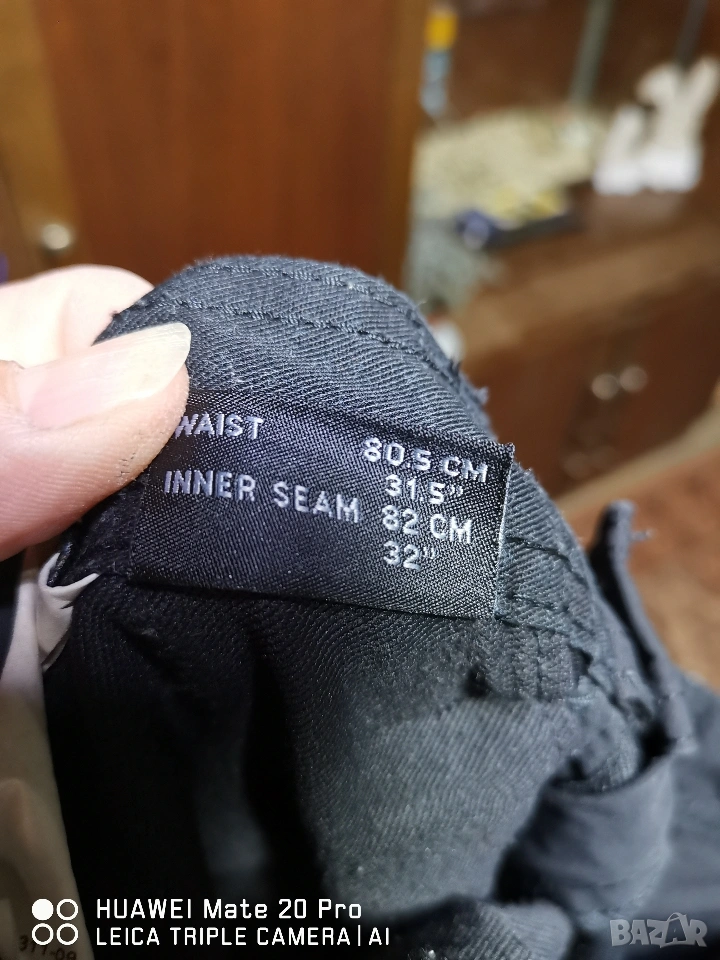 WAIST 80.5 CM
31.5"
INNER SEAM 82 CM
32"
HUAWEI Mate 20 Pro
LEICA TRIPLE CAMERA | AI
BAZAR